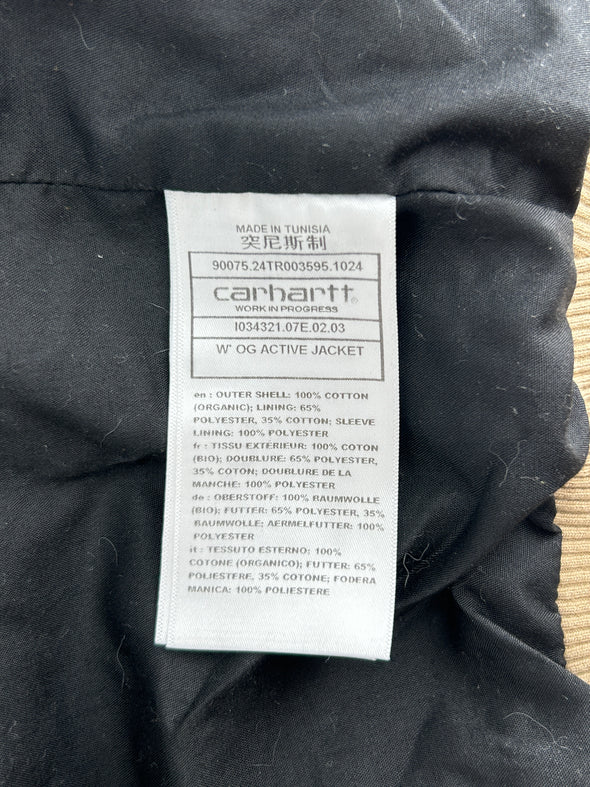 MADE IN TUNISIA
突尼斯制
90075.24TR003595.1024
carhartt®
WORK IN PROGRESS
I034321.07E.02.03
W' OG ACTIVE JACKET
en : OUTER SHELL: 100% COTTON
(ORGANIC); LINING: 65%
POLYESTER, 35% COTTON; SLEEVE
LINING: 100% POLYESTER
fr : TISSU EXTÉRIEUR: 100% COTON
(BIO); DOUBLURE: 65% POLYESTER,
35% COTON; DOUBLURE DE LA
MANCHE: 100% POLYESTER
de : OBERSTOFF: 100% BAUMWOLLE
(BIO); FUTTER: 65% POLYESTER, 35%
BAUMWOLLE; AERMELFUTTER: 100%
POLYESTER
it : TESSUTO ESTERNO: 100%
COTONE (ORGANICO); FUTTER: 65%
POLIESTERE, 35% COTONE; FODERA
MANICA: 100% POLIESTERE